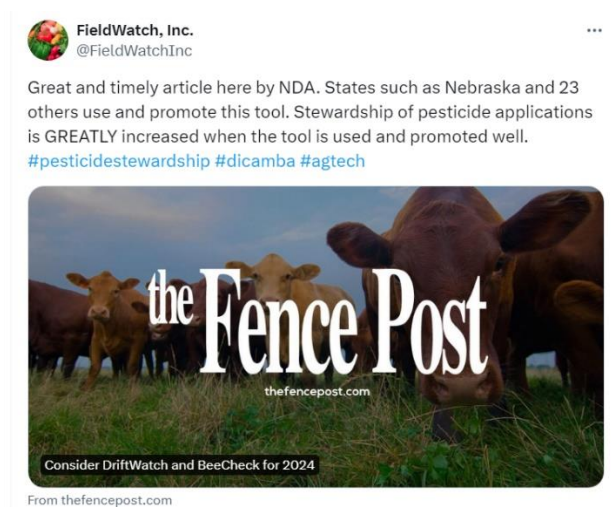 FieldWatch, Inc.
@FieldWatchInc
Great and timely article here by NDA. States such as Nebraska and 23
others use and promote this tool. Stewardship of pesticide applications
is GREATLY increased when the tool is used and promoted well.
#pesticidestewardship #dicamba #agtech
the Fence Post
thefencepost.com
Consider DriftWatch and BeeCheck for 2024
From thefencepost.com